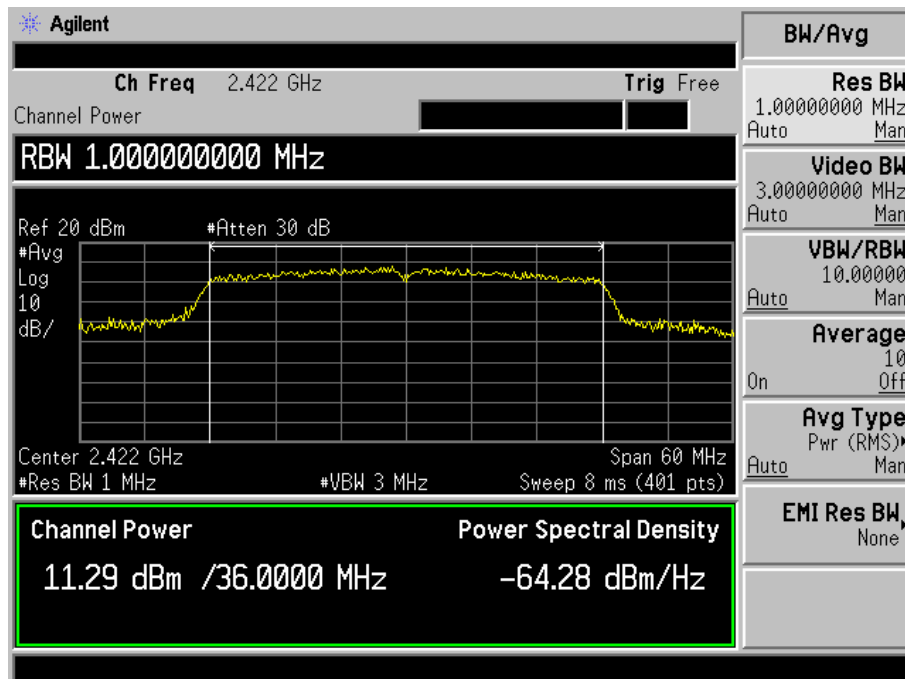 Agilent
Ch Freq 2.422 GHz Trig Free
Channel Power
RBW 1.000000000 MHz
Ref 20 dBm #Atten 30 dB
#Avg
Log
10
dB/
Center 2.422 GHz Span 60 MHz
#Res BW 1 MHz #VBW 3 MHz Sweep 8 ms (401 pts)
Channel Power Power Spectral Density
11.29 dBm /36.0000 MHz -64.28 dBm/Hz
BW/Avg
Res BW
1.00000000 MHz
Auto Man
Video BW
3.00000000 MHz
Auto Man
VBW/RBW
10.00000
Auto Man
Average
10
On Off
Avg Type
Pwr (RMS)
Auto Man
EMI Res BW
None